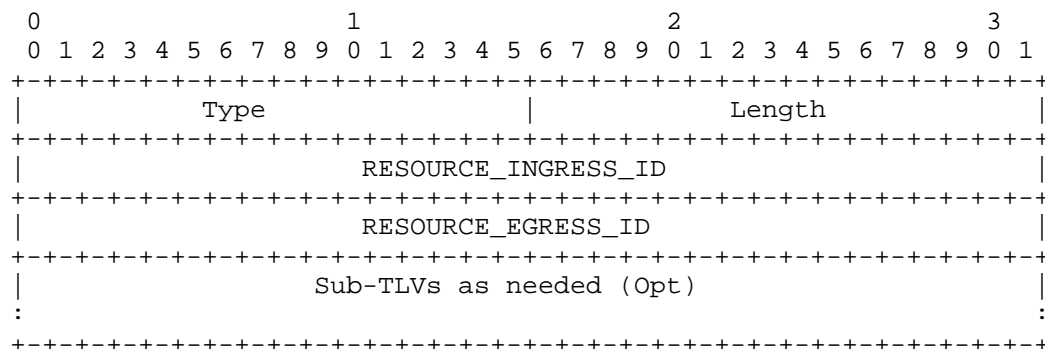 0                   1                   2                   3
0 1 2 3 4 5 6 7 8 9 0 1 2 3 4 5 6 7 8 9 0 1 2 3 4 5 6 7 8 9 0 1
+-+-+-+-+-+-+-+-+-+-+-+-+-+-+-+-+-+-+-+-+-+-+-+-+-+-+-+-+-+-+-+-+
|           Type                |            Length             |
+-+-+-+-+-+-+-+-+-+-+-+-+-+-+-+-+-+-+-+-+-+-+-+-+-+-+-+-+-+-+-+-+
|                     RESOURCE_INGRESS_ID                       |
+-+-+-+-+-+-+-+-+-+-+-+-+-+-+-+-+-+-+-+-+-+-+-+-+-+-+-+-+-+-+-+-+
|                     RESOURCE_EGRESS_ID                        |
+-+-+-+-+-+-+-+-+-+-+-+-+-+-+-+-+-+-+-+-+-+-+-+-+-+-+-+-+-+-+-+-+
|                  Sub-TLVs as needed (Opt)                     |
:                                                               :
+-+-+-+-+-+-+-+-+-+-+-+-+-+-+-+-+-+-+-+-+-+-+-+-+-+-+-+-+-+-+-+-+